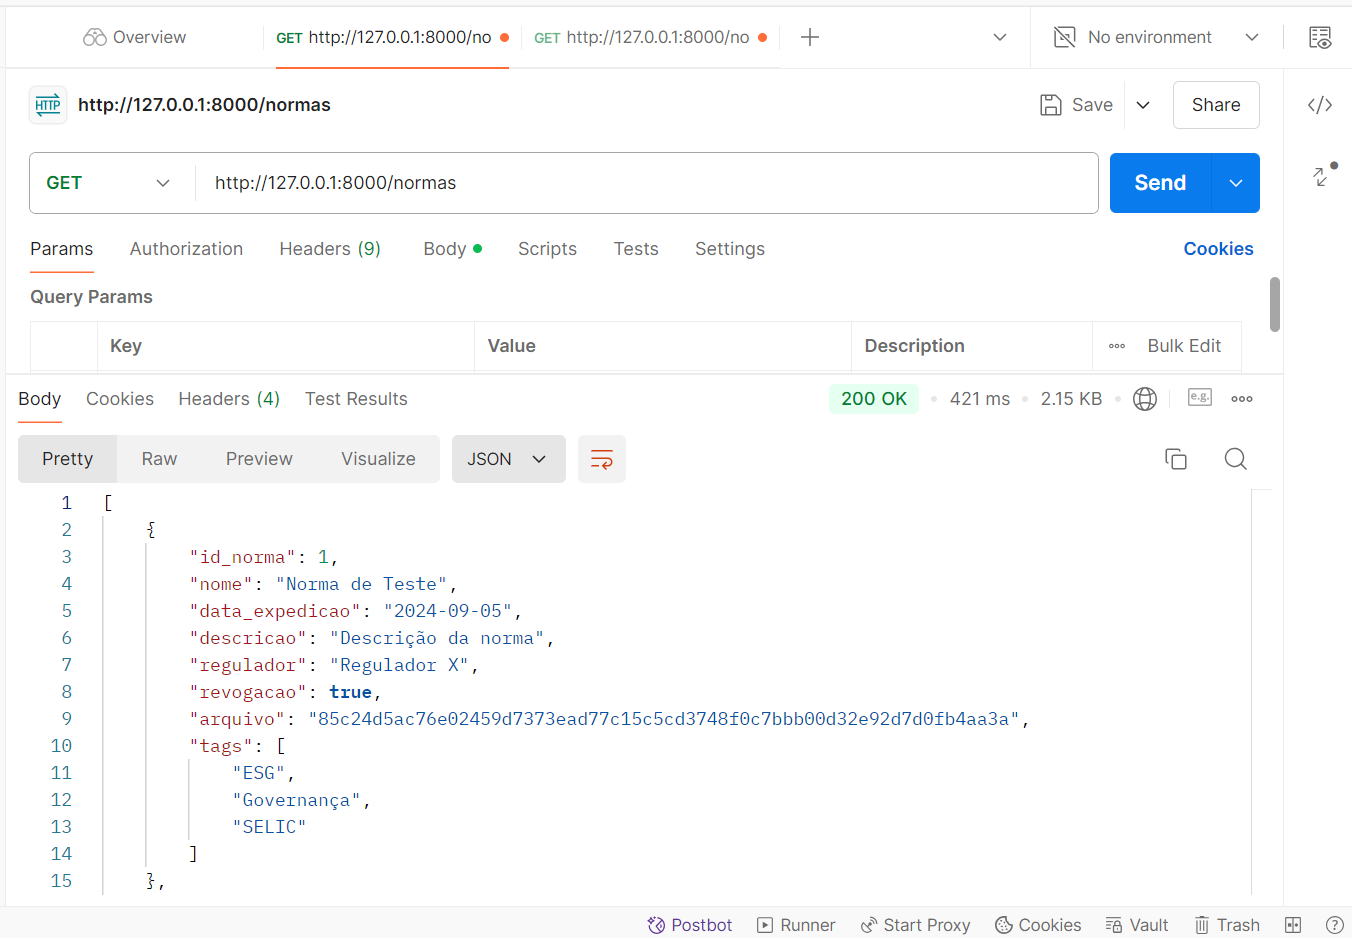 Overview GET http://127.0.0.1:8000/no GET http://127.0.0.1:8000/no No environment
HTTP http://127.0.0.1:8000/normas Save Share
GET http://127.0.0.1:8000/normas Send
Params Authorization Headers (9) Body Scripts Tests Settings Cookies
Query Params
Key Value Description Bulk Edit
Body Cookies Headers (4) Test Results 200 OK 421 ms 2.15 KB e.g.
Pretty Raw Preview Visualize JSON
1 [
2 {
3 "id_norma": 1,
4 "nome": "Norma de Teste",
5 "data_expedicao": "2024-09-05",
6 "descricao": "Descrição da norma",
7 "regulador": "Regulador X",
8 "revogacao": true,
9 "arquivo": "85c24d5ac76e02459d7373ead77c15c5cd3748f0c7bbb00d32e92d7d0fb4aa3a",
10 "tags": [
11 "ESG",
12 "Governança",
13 "SELIC"
14 ]
15 },
Postbot Runner Start Proxy Cookies Vault Trash